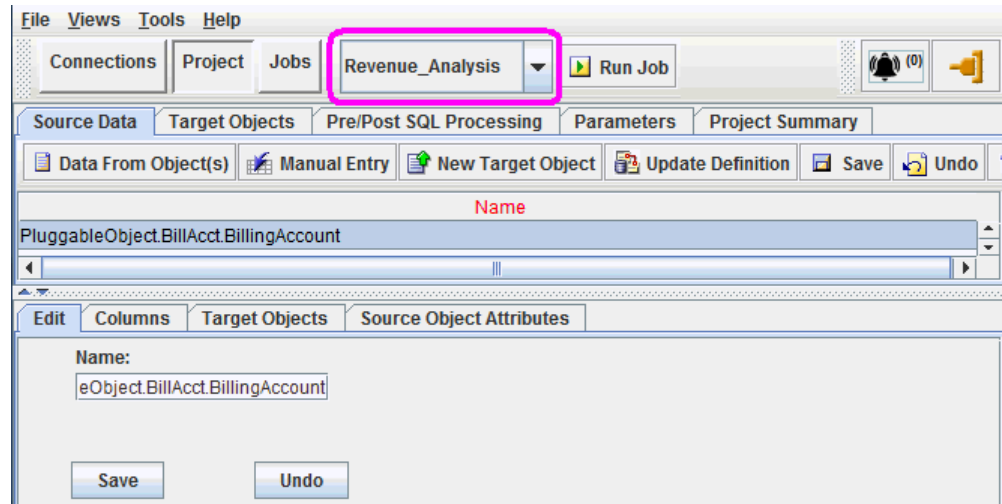 File Views Tools Help
Connections Project Jobs Revenue_Analysis Run Job (0)
Source Data Target Objects Pre/Post SQL Processing Parameters Project Summary
Data From Object(s) Manual Entry New Target Object Update Definition Save Undo
Name
PluggableObject.BillAcct.BillingAccount
Edit Columns Target Objects Source Object Attributes
Name:
eObject.BillAcct.BillingAccount
Save Undo